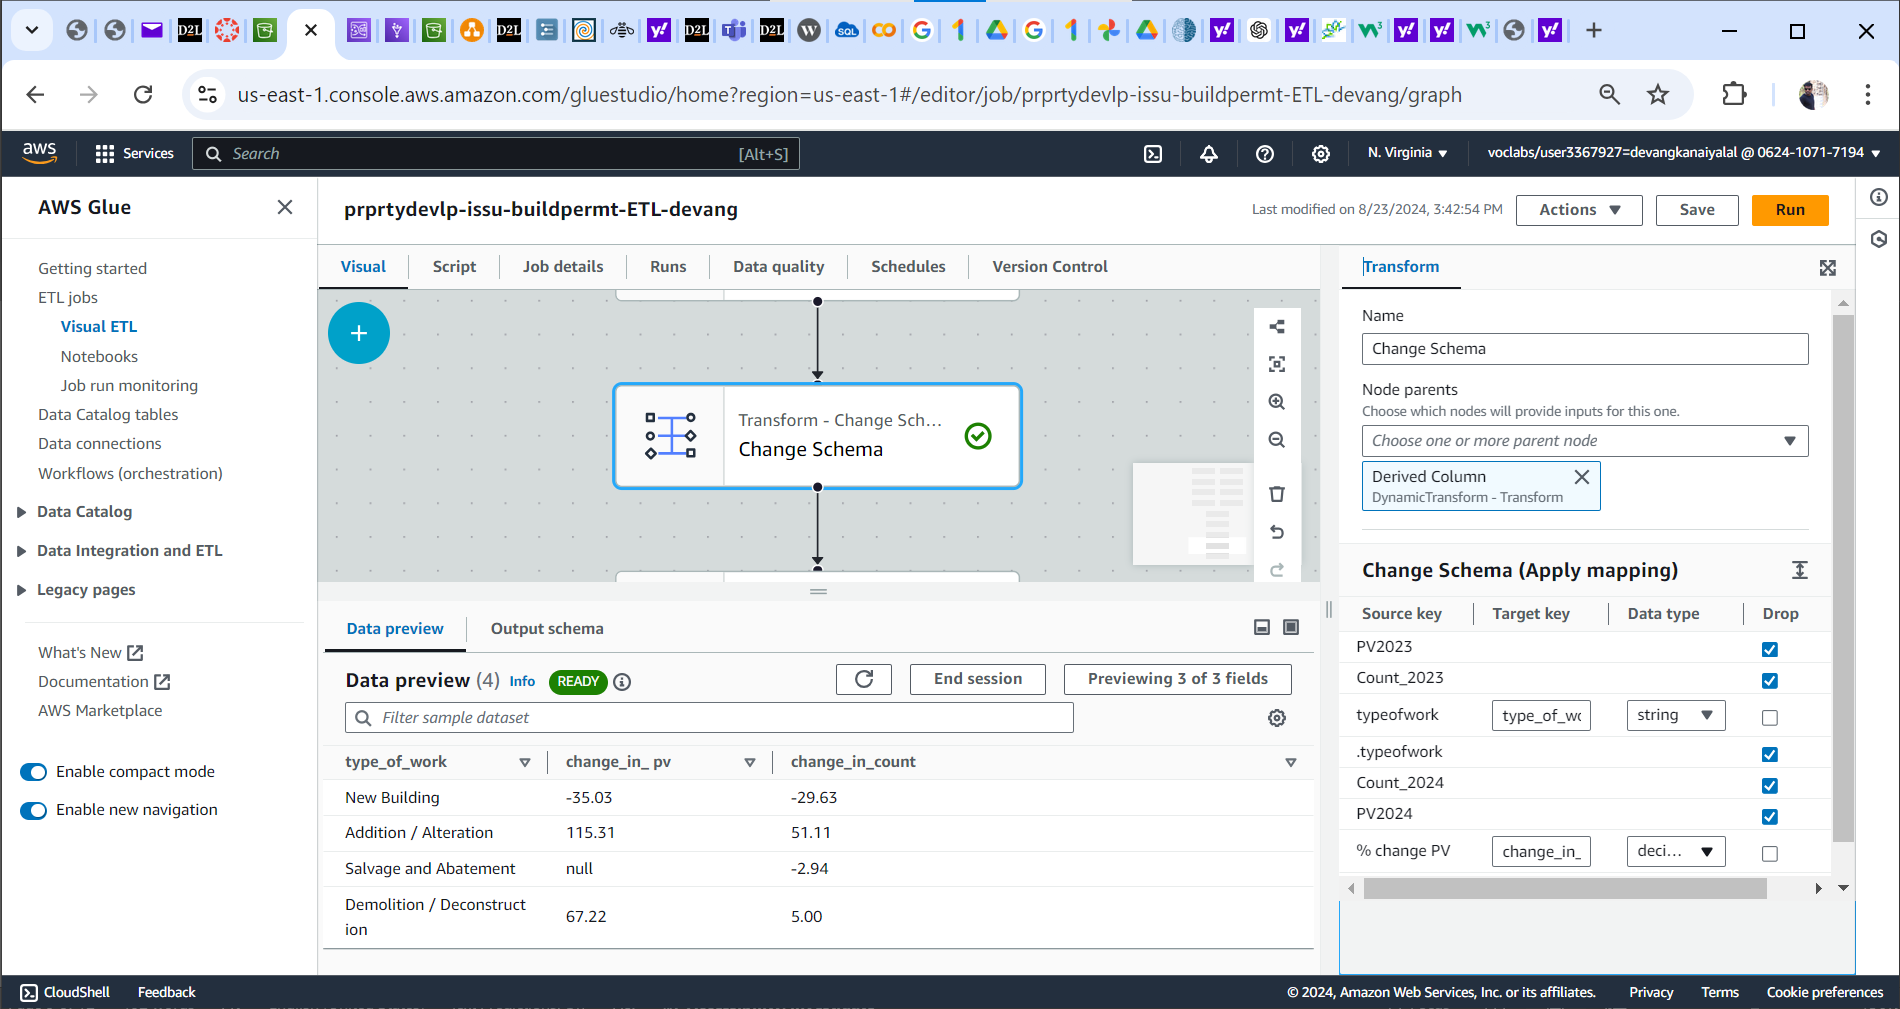 us-east-1.console.aws.amazon.com/gluestudio/home?region=us-east-1#/editor/job/prprtydevlp-issu-buildpermt-ETL-devang/graph
aws
Services
Search
[Alt+S]
N. Virginia
voclabs/user3367927=devangkanaiyalal @ 0624-1071-7194
AWS Glue
Getting started
ETL jobs
Visual ETL
Notebooks
Job run monitoring
Data Catalog tables
Data connections
Workflows (orchestration)
Data Catalog
Data Integration and ETL
Legacy pages
What's New
Documentation
AWS Marketplace
Enable compact mode
Enable new navigation
prprtydevlp-issu-buildpermt-ETL-devang
Last modified on 8/23/2024, 3:42:54 PM
Actions
Save
Run
Visual
Script
Job details
Runs
Data quality
Schedules
Version Control
Transform - Change Sch...
Change Schema
Data preview
Output schema
Data preview (4) Info READY
End session
Previewing 3 of 3 fields
Filter sample dataset
type_of_work change_in_ pv change_in_count
New Building -35.03 -29.63
Addition / Alteration 115.31 51.11
Salvage and Abatement null -2.94
Demolition / Deconstruct
ion 67.22 5.00
Transform
Name
Change Schema
Node parents
Choose which nodes will provide inputs for this one.
Choose one or more parent node
Derived Column
DynamicTransform - Transform
Change Schema (Apply mapping)
Source key Target key Data type Drop
PV2023
Count_2023
typeofwork type_of_wo string
.typeofwork
Count_2024
PV2024
% change PV change_in_ deci...
CloudShell
Feedback
© 2024, Amazon Web Services, Inc. or its affiliates.
Privacy
Terms
Cookie preferences